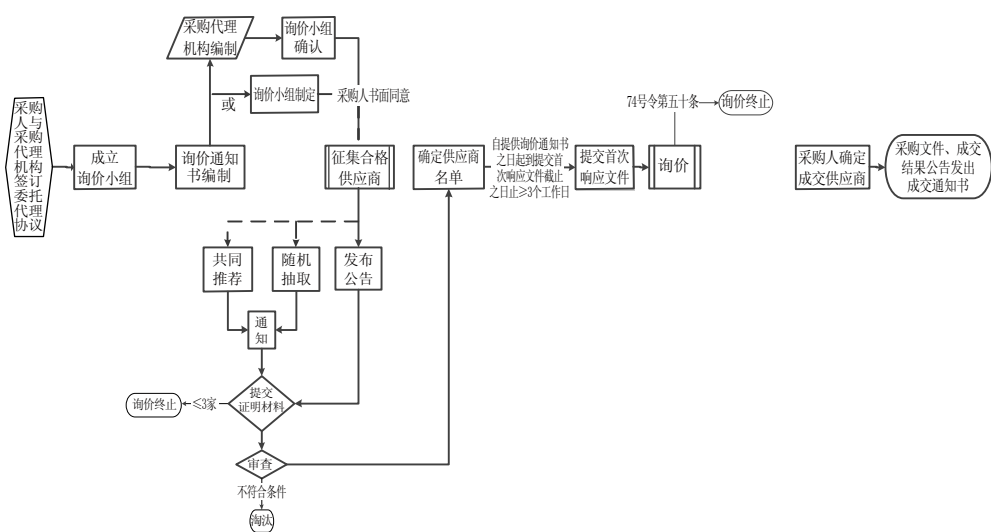 采购
人与
采购
代理
机构
签订
委托
代理
协议
成立
询价小组
询价通知
书编制
采购代理
机构编制
询价小组
确认
或
询价小组制定
采购人书面同意
征集合格
供应商
共同
推荐
随机
抽取
发布
公告
通
知
提交
证明材料
≤3家
询价终止
审查
不符合条件
淘汰
确定供应商
名单
自提供询价通知书
之日起到提交首
次响应文件截止
之日止≥3个工作日
提交首次
响应文件
询价
74号令第五十条
询价终止
采购人确定
成交供应商
采购文件、成交
结果公告发出
成交通知书